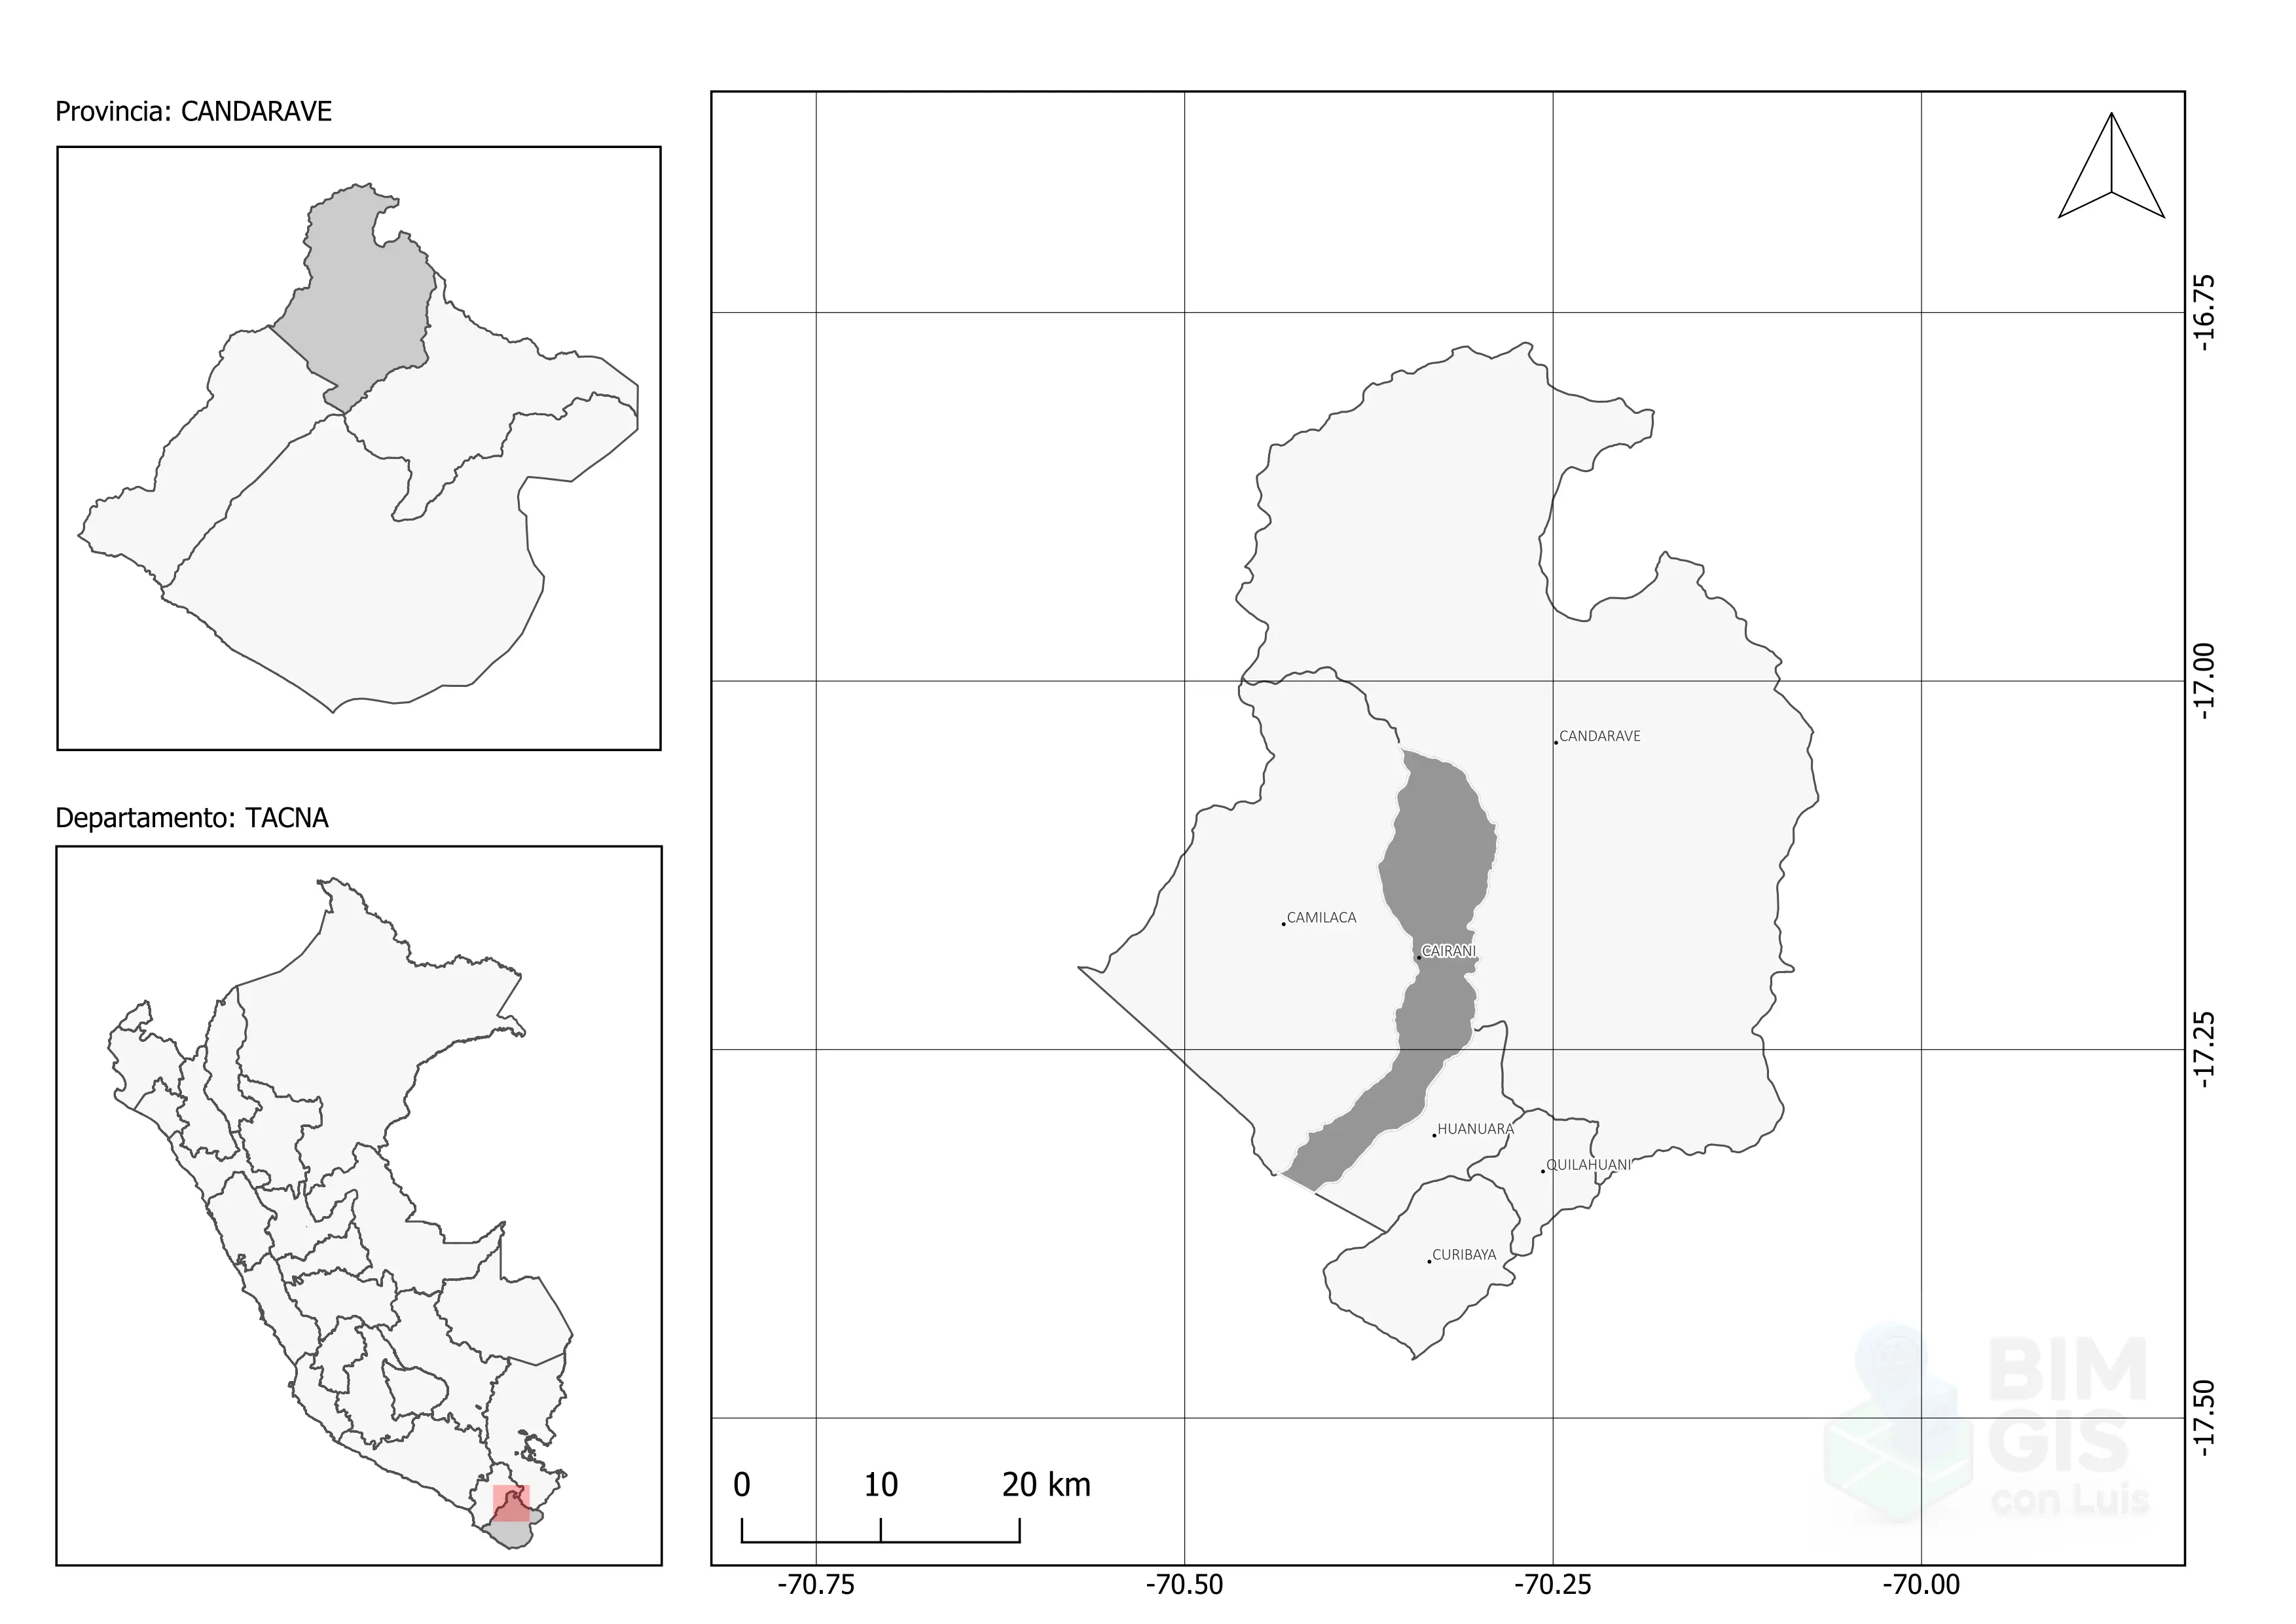 Provincia: CANDARAVE
Departamento: TACNA
CANDARAVE
CAMILACA
CAIRANI
HUANUARA
QUILAHUANI
CURIBAYA
-16.75
-17.00
-17.25
-17.50
0 10 20 km
BIM
GIS
con Luis
-70.75 -70.50 -70.25 -70.00